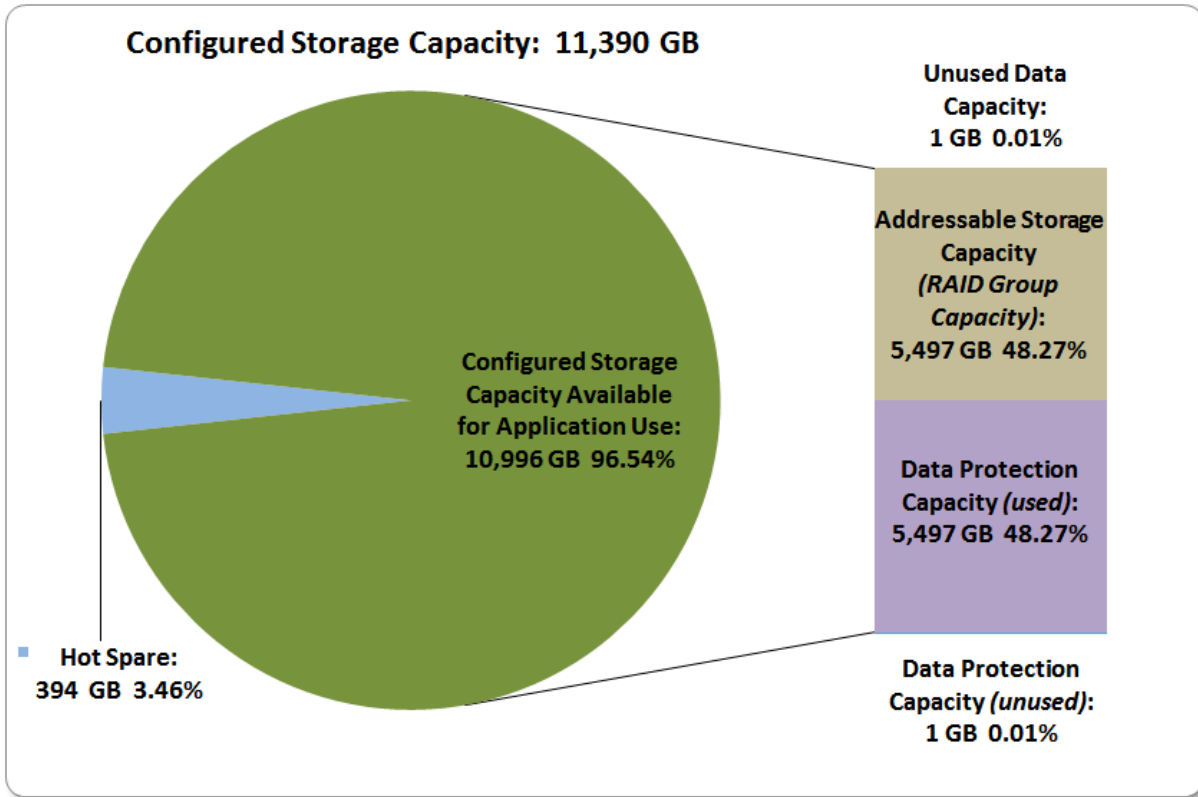 Configured Storage Capacity: 11,390 GB
Unused Data
Capacity:
1 GB 0.01%
Addressable Storage
Capacity
(RAID Group
Capacity):
5,497 GB 48.27%
Configured Storage
Capacity Available
for Application Use:
10,996 GB 96.54%
Data Protection
Capacity (used):
5,497 GB 48.27%
Hot Spare:
394 GB 3.46%
Data Protection
Capacity (unused):
1 GB 0.01%